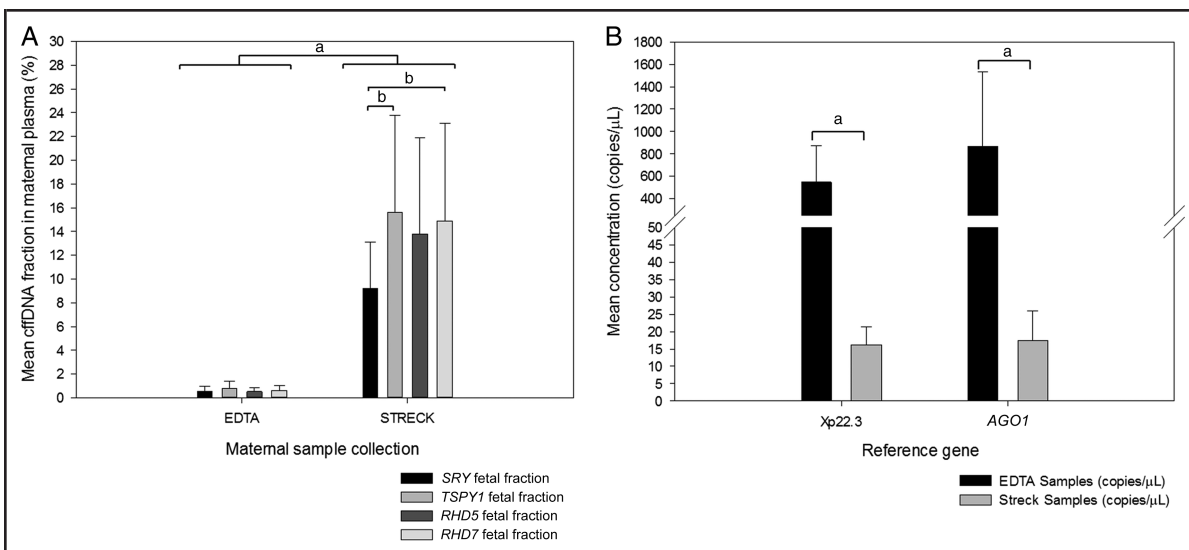 A
Mean cffDNA fraction in maternal plasma (%)
30
28
26
24
22
20
18
16
14
12
10
8
6
4
2
0
a
b
b
EDTA
STRECK
Maternal sample collection
SRY fetal fraction
TSPY1 fetal fraction
RHD5 fetal fraction
RHD7 fetal fraction
B
Mean concentration (copies/μL)
1800
1600
1400
1200
1000
800
600
400
50
45
40
35
30
25
20
15
10
5
0
a
a
Xp22.3
AGO1
Reference gene
EDTA Samples (copies/μL)
Streck Samples (copies/μL)